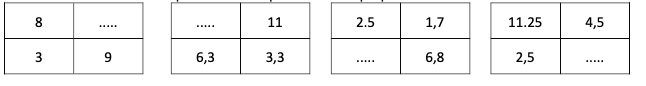 8 ..... ..... 11 2.5 1,7 11.25 4,5
3 9 6,3 3,3 ..... 6,8 2,5 .....